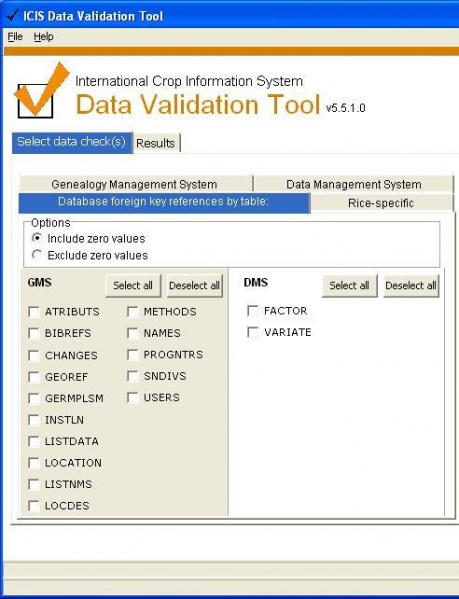 ICIS Data Validation Tool
File Help
International Crop Information System
Data Validation Tool v5.5.1.0
Select data check(s) Results
Genealogy Management System Data Management System
Database foreign key references by table: Rice-specific
Options
Include zero values
Exclude zero values
GMS Select all Deselect all DMS Select all Deselect all
ATRIBUTS METHODS FACTOR
BIBREFS NAMES VARIATE
CHANGES PROGNTRS
GEOREF SNDIVS
GERMPLSM USERS
INSTLN
LISTDATA
LOCATION
LISTNMS
LOCDES